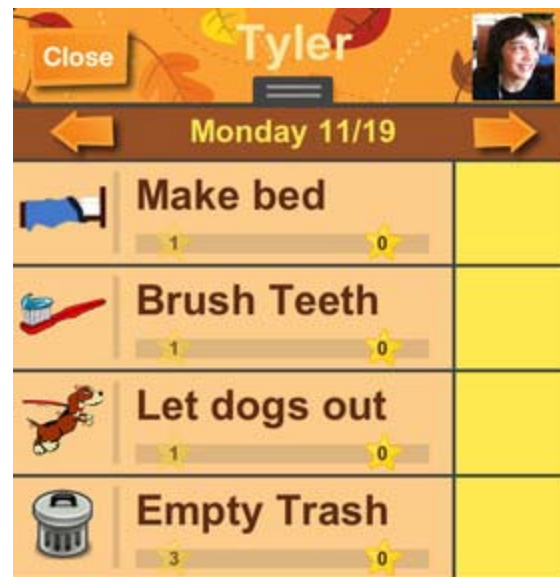 Tyler
Close
Monday 11/19
Make bed
1 0
Brush Teeth
1 0
Let dogs out
1 0
Empty Trash
3 0